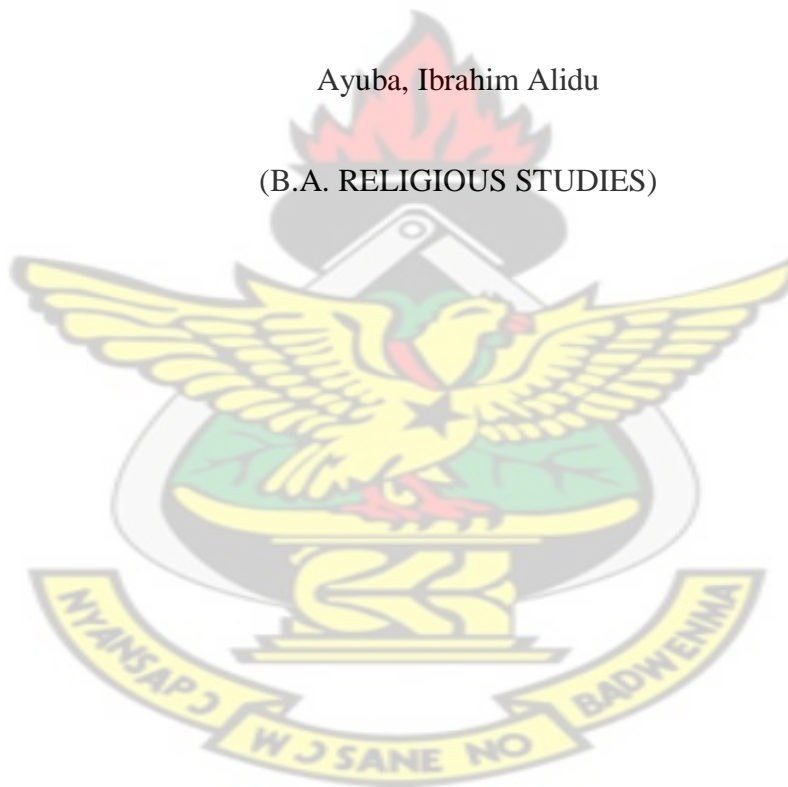 Ayuba, Ibrahim Alidu
(B.A. RELIGIOUS STUDIES)
NYANSAPƆ
WƆSANE NO
BADWENMA